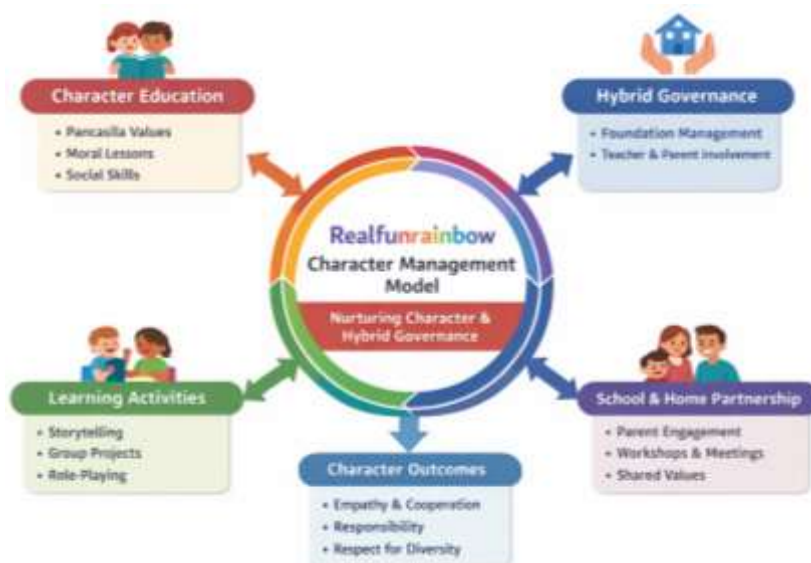 Character Education
• Pancasila Values
• Moral Lessons
• Social Skills
Hybrid Governance
• Foundation Management
• Teacher & Parent Involvement
Realfunrainbow
Character Management
Model
Nurturing Character &
Hybrid Governance
Learning Activities
• Storytelling
• Group Projects
• Role-Playing
Character Outcomes
• Empathy & Cooperation
• Responsibility
• Respect for Diversity
School & Home Partnership
• Parent Engagement
• Workshops & Meetings
• Shared Values